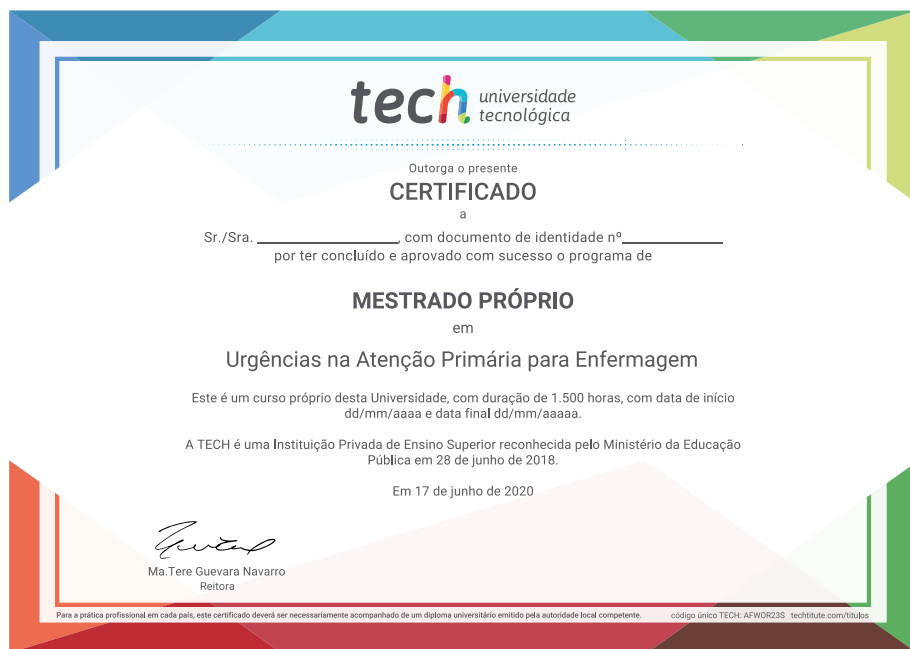 tech universidade
tecnológica
Outorga o presente
CERTIFICADO
a
Sr./Sra. ____________, com documento de identidade nº____________
por ter concluído e aprovado com sucesso o programa de
MESTRADO PRÓPRIO
em
Urgências na Atenção Primária para Enfermagem
Este é um curso próprio desta Universidade, com duração de 1.500 horas, com data de início
dd/mm/aaaa e data final dd/mm/aaaaa.
A TECH é uma Instituição Privada de Ensino Superior reconhecida pelo Ministério da Educação
Pública em 28 de junho de 2018.
Em 17 de junho de 2020
Ma.Tere Guevara Navarro
Reitora
Para a prática profissional em cada país, este certificado deverá ser necessariamente acompanhado de um diploma universitário emitido pela autoridade local competente. código único TECH: AFWOR23S techtitute.com/titulos